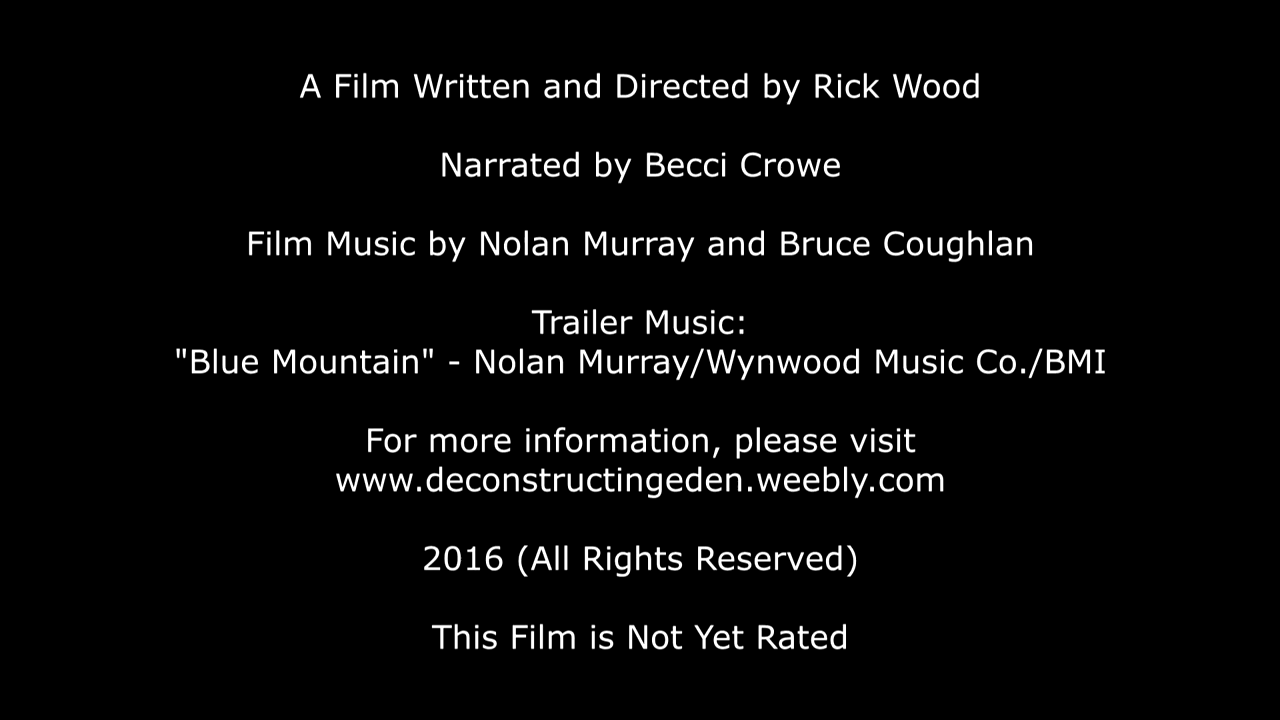 A Film Written and Directed by Rick Wood
Narrated by Becci Crowe
Film Music by Nolan Murray and Bruce Coughlan
Trailer Music:
"Blue Mountain" - Nolan Murray/Wynwood Music Co./BMI
For more information, please visit
www.deconstructingeden.weebly.com
2016 (All Rights Reserved)
This Film is Not Yet Rated